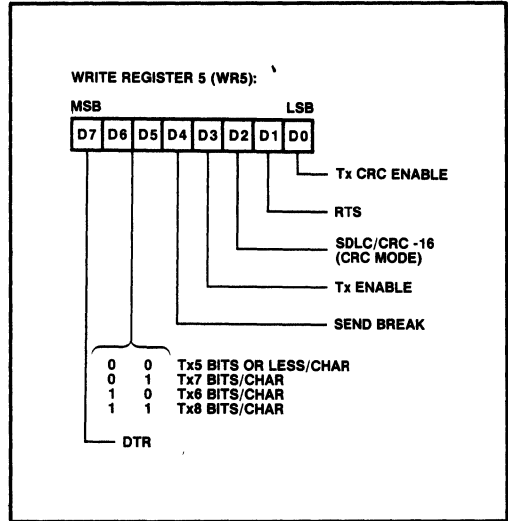 WRITE REGISTER 5 (WR5):
MSB LSB
D7 D6 D5 D4 D3 D2 D1 D0
Tx CRC ENABLE
RTS
SDLC/CRC -16
(CRC MODE)
Tx ENABLE
SEND BREAK
0 0 Tx5 BITS OR LESS/CHAR
0 1 Tx7 BITS/CHAR
1 0 Tx6 BITS/CHAR
1 1 Tx8 BITS/CHAR
DTR